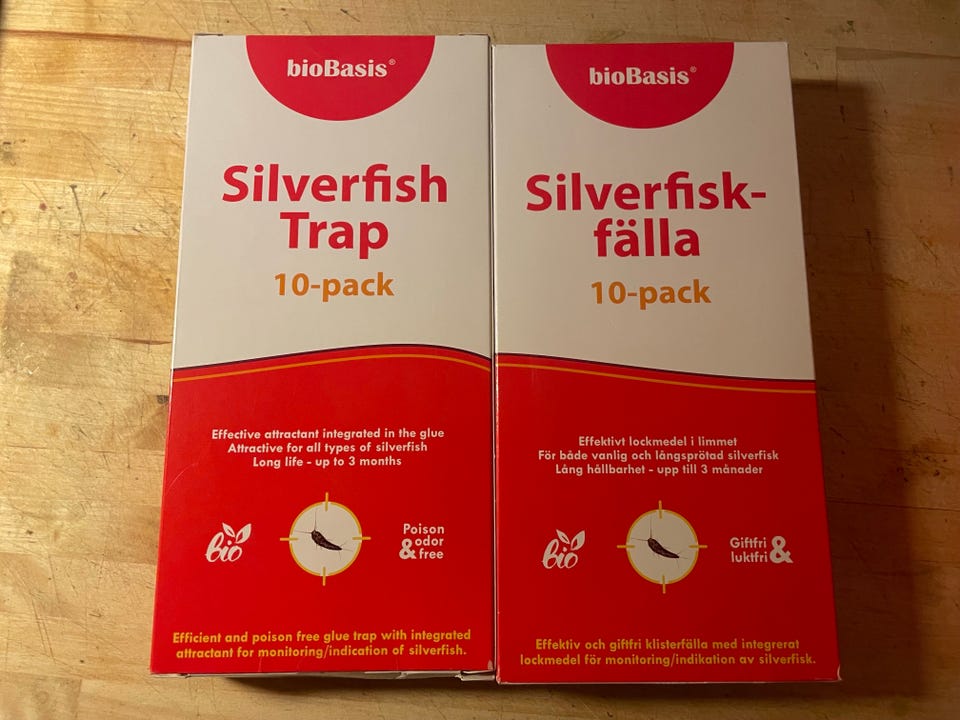 bioBasis®
Silverfish
Trap
10-pack
Effective attractant integrated in the glue
Attractive for all types of silverfish
Long life - up to 3 months
bio
Poison
& odor
free
Efficient and poison free glue trap with integrated
attractant for monitoring/indication of silverfish.
bioBasis®
Silverfisk-
fälla
10-pack
Effektivt lockmedel i limmet
För både vanlig och långsprötad silverfisk
Lång hållbarhet - upp till 3 månader
bio
Giftfri &
luktfri
Effektiv och giftfri klisterfälla med integrerat
lockmedel för monitoring/indikation av silverfisk.